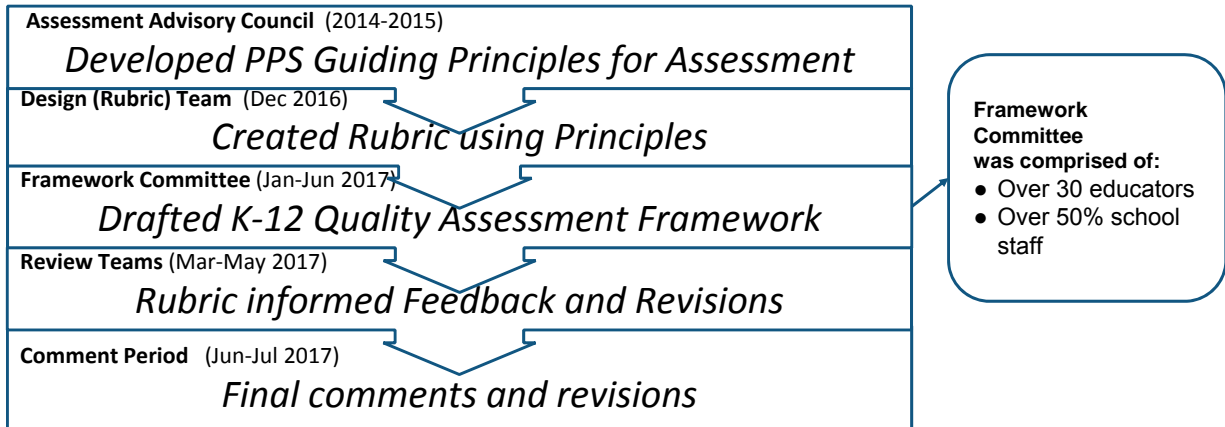 Assessment Advisory Council (2014-2015)
Developed PPS Guiding Principles for Assessment
Design (Rubric) Team (Dec 2016)
Created Rubric using Principles
Framework Committee (Jan-Jun 2017)
Drafted K-12 Quality Assessment Framework
Review Teams (Mar-May 2017)
Rubric informed Feedback and Revisions
Comment Period (Jun-Jul 2017)
Final comments and revisions
Framework
Committee
was comprised of:
● Over 30 educators
● Over 50% school
staff